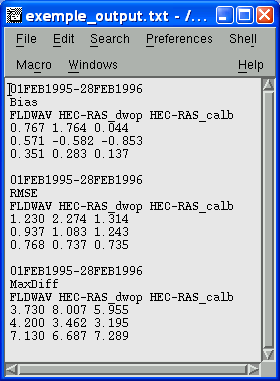 exemple_output.txt - /...
File Edit Search Preferences Shell
Macro Windows Help
01FEB1995-28FEB1996
Bias
FLDWAV HEC-RAS_dwop HEC-RAS_calb
0.767 1.764 0.044
0.571 -0.582 -0.853
0.351 0.283 0.137
01FEB1995-28FEB1996
RMSE
FLDWAV HEC-RAS_dwop HEC-RAS_calb
1.230 2.274 1.314
0.937 1.083 1.243
0.768 0.737 0.735
01FEB1995-28FEB1996
MaxDiff
FLDWAV HEC-RAS_dwop HEC-RAS_calb
3.730 8.007 5.955
4.200 3.462 3.195
7.130 6.687 7.289